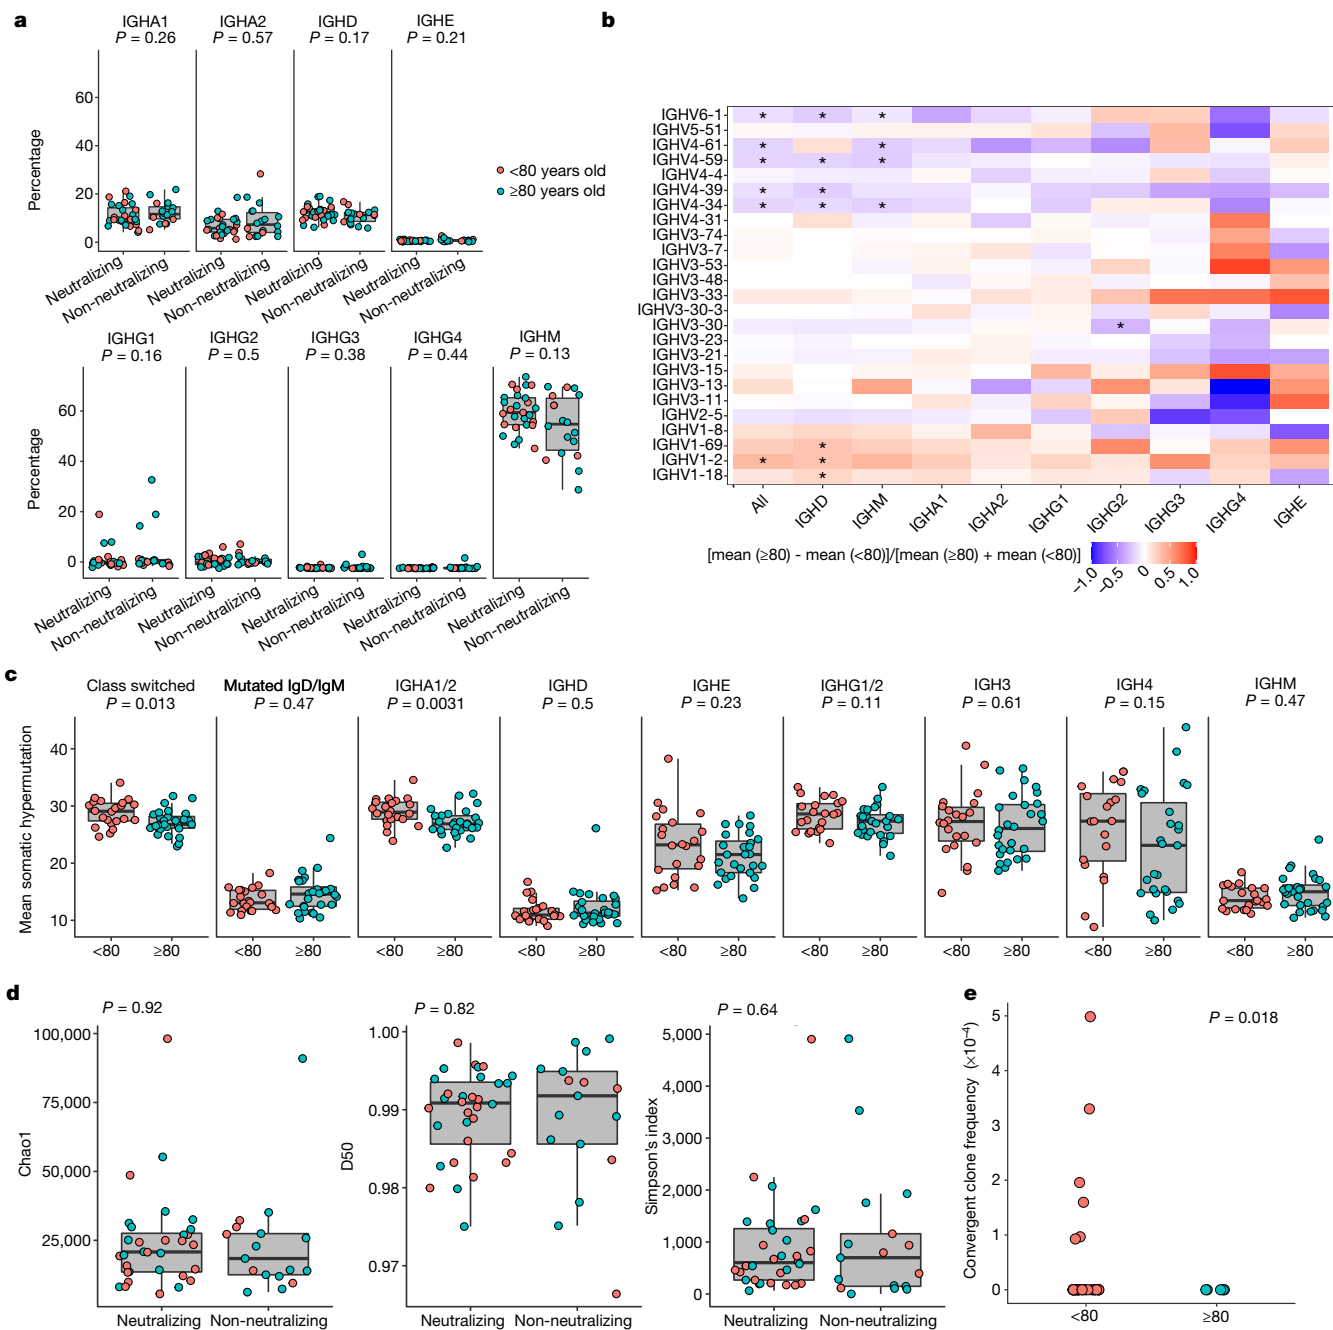 a
IGHA1
P = 0.26
IGHA2
P = 0.57
IGHD
P = 0.17
IGHE
P = 0.21
Percentage
60
40
20
0
<80 years old
≥80 years old
Neutralizing
Non-neutralizing
Neutralizing
Non-neutralizing
Neutralizing
Non-neutralizing
Neutralizing
Non-neutralizing
IGHG1
P = 0.16
IGHG2
P = 0.5
IGHG3
P = 0.38
IGHG4
P = 0.44
IGHM
P = 0.13
Percentage
60
40
20
0
Neutralizing
Non-neutralizing
Neutralizing
Non-neutralizing
Neutralizing
Non-neutralizing
Neutralizing
Non-neutralizing
Neutralizing
Non-neutralizing
b
IGHV6-1
IGHV5-51
IGHV4-61
IGHV4-59
IGHV4-4
IGHV4-39
IGHV4-34
IGHV4-31
IGHV3-74
IGHV3-7
IGHV3-53
IGHV3-48
IGHV3-33
IGHV3-30-3
IGHV3-30
IGHV3-23
IGHV3-21
IGHV3-15
IGHV3-13
IGHV3-11
IGHV2-5
IGHV1-8
IGHV1-69
IGHV1-2
IGHV1-18
* * *
* *
* * *
* *
* * *
*
*
* *
*
All
IGHD
IGHM
IGHA1
IGHA2
IGHG1
IGHG2
IGHG3
IGHG4
IGHE
[mean (≥80) - mean (<80)]/[mean (≥80) + mean (<80)]
−1.0
−0.5
0
0.5
1.0
c
Class switched
P = 0.013
Mutated IgD/IgM
P = 0.47
IGHA1/2
P = 0.0031
IGHD
P = 0.5
IGHE
P = 0.23
IGHG1/2
P = 0.11
IGH3
P = 0.61
IGH4
P = 0.15
IGHM
P = 0.47
Mean somatic hypermutation
40
30
20
10
<80 ≥80
<80 ≥80
<80 ≥80
<80 ≥80
<80 ≥80
<80 ≥80
<80 ≥80
<80 ≥80
<80 ≥80
d
P = 0.92
Chao1
100,000
75,000
50,000
25,000
Neutralizing Non-neutralizing
P = 0.82
D50
1.00
0.99
0.98
0.97
Neutralizing Non-neutralizing
P = 0.64
Simpson's index
5,000
4,000
3,000
2,000
1,000
0
Neutralizing Non-neutralizing
e
P = 0.018
Convergent clone frequency (×10⁻⁴)
5
4
3
2
1
0
<80 ≥80